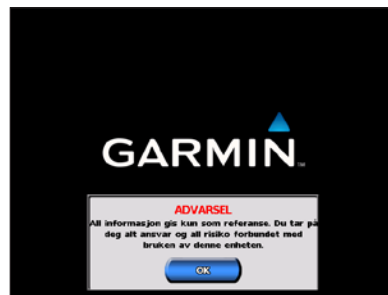 GARMIN
ADVARSEL
All informasjon gis kun som referanse. Du tar på
deg alt ansvar og all risiko forbundet med
bruken av denne enheten.
OK